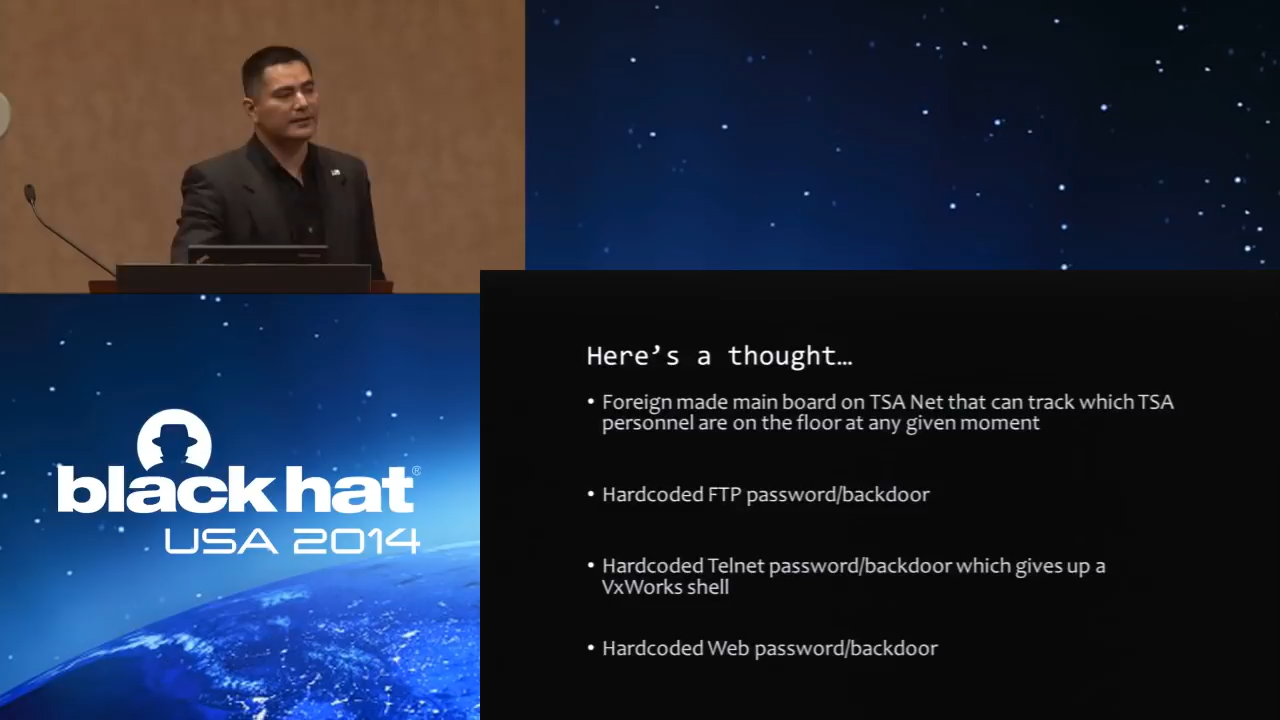 black hat®
USA 2014
Here’s a thought…
• Foreign made main board on TSA Net that can track which TSA
personnel are on the floor at any given moment
• Hardcoded FTP password/backdoor
• Hardcoded Telnet password/backdoor which gives up a
VxWorks shell
• Hardcoded Web password/backdoor